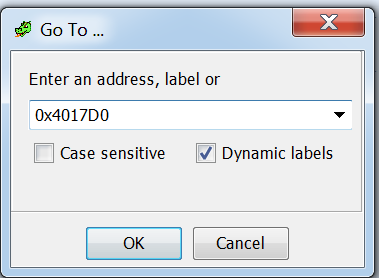 Go To ...
Enter an address, label or
0x4017D0
Case sensitive
Dynamic labels
OK
Cancel